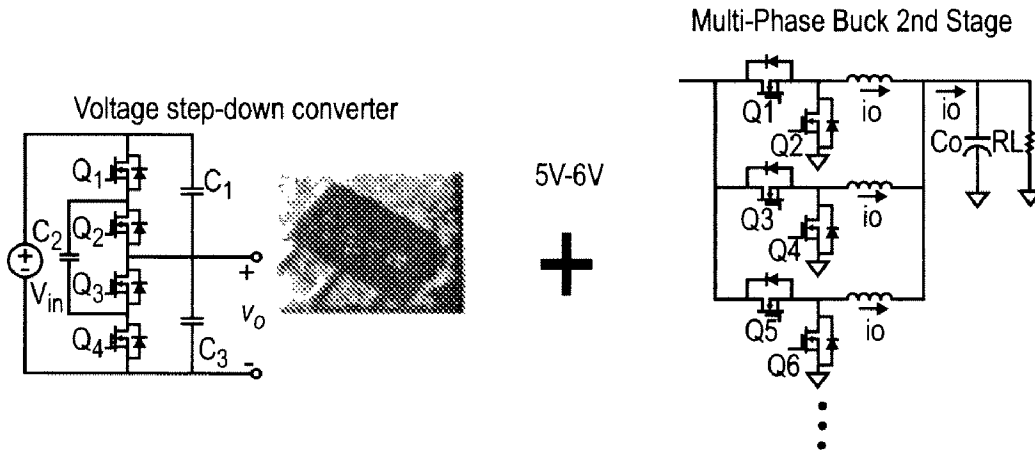 Multi-Phase Buck 2nd Stage
Voltage step-down converter
Q1
C1
C2
Q2
Vin
Q3
Q4
C3
+
vo
-
5V-6V
+
Q1
io
io
Q2
Co
RL
Q3
io
Q4
Q5
io
Q6